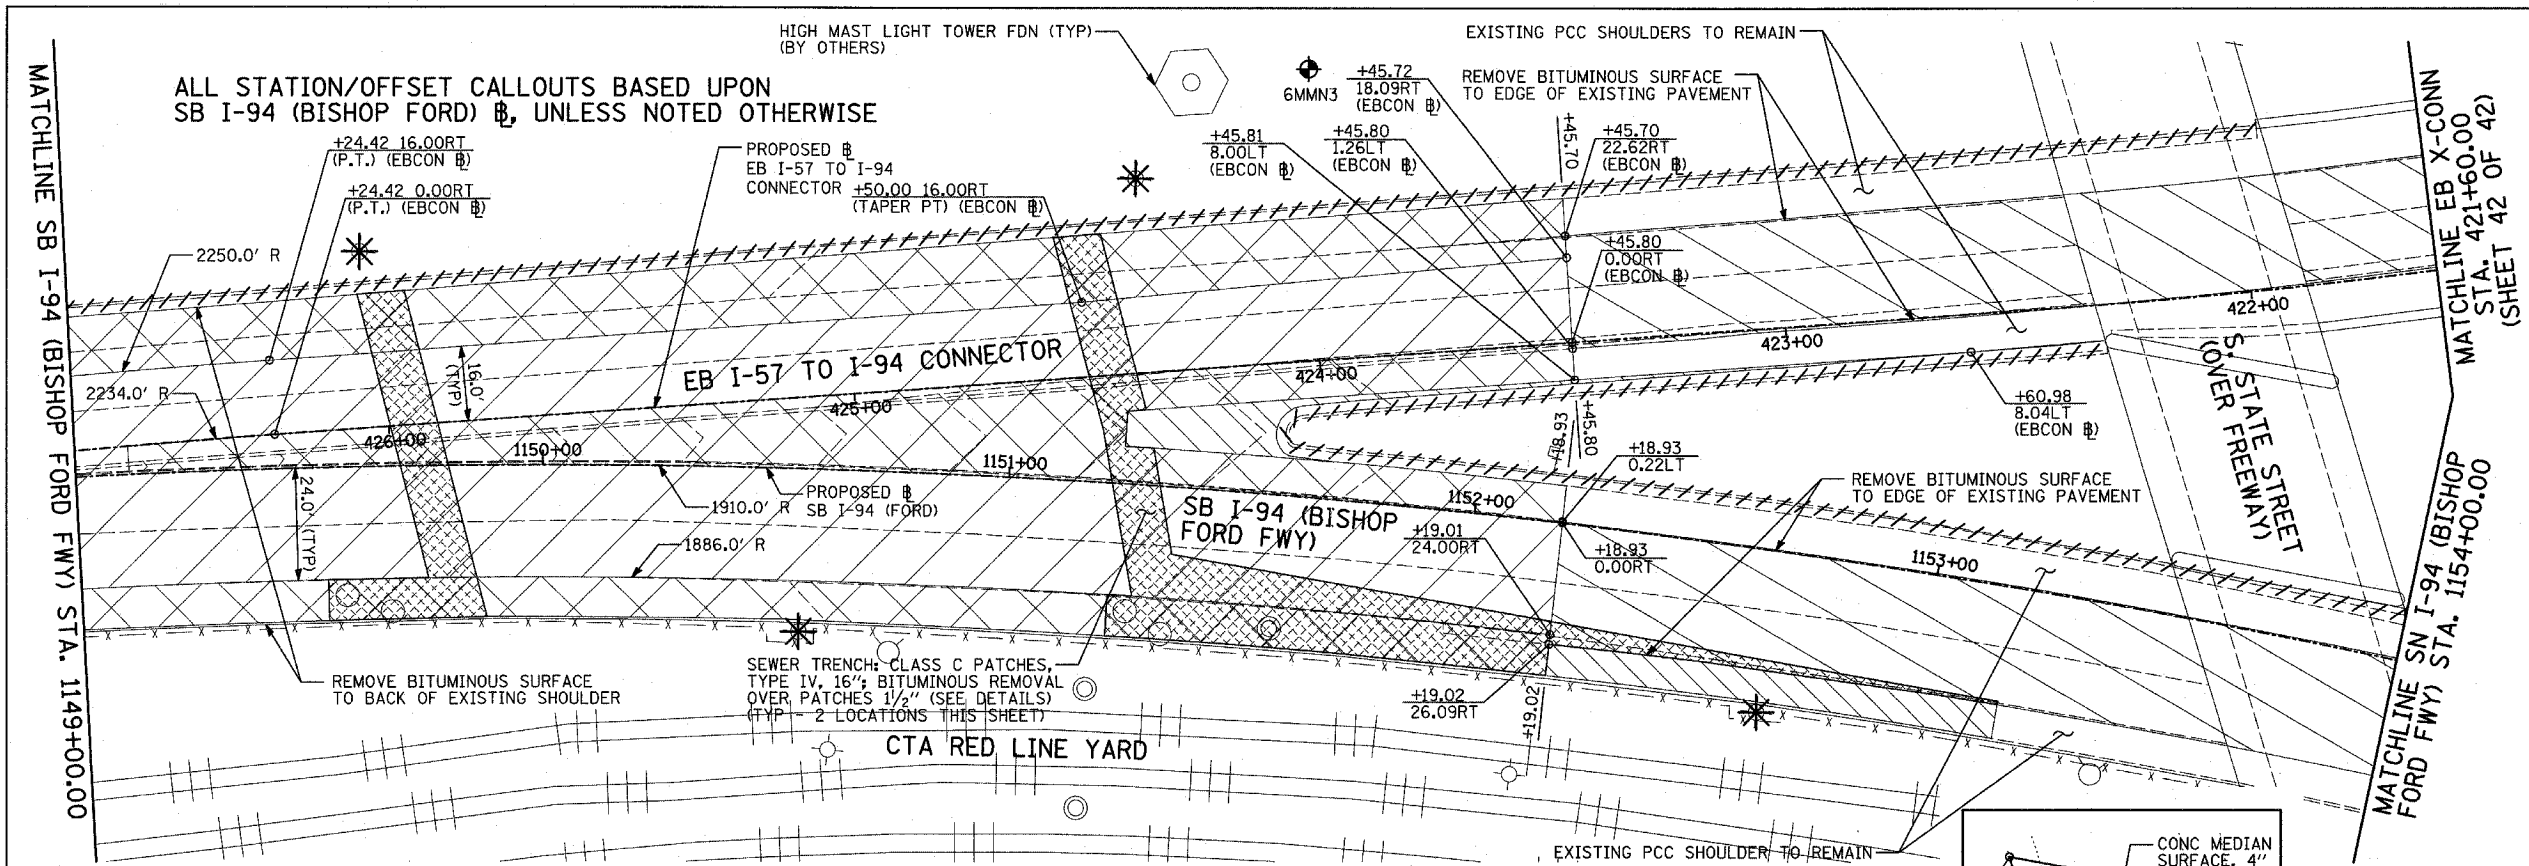 HIGH MAST LIGHT TOWER FDN (TYP)
(BY OTHERS)
EXISTING PCC SHOULDERS TO REMAIN
ALL STATION/OFFSET CALLOUTS BASED UPON
SB I-94 (BISHOP FORD) ℄, UNLESS NOTED OTHERWISE
6MMN3
+45.72
18.09RT
(EBCON ℄)
REMOVE BITUMINOUS SURFACE
TO EDGE OF EXISTING PAVEMENT
+24.42 16.00RT
(P.T.) (EBCON ℄)
+24.42 0.00RT
(P.T.) (EBCON ℄)
PROPOSED ℄
EB I-57 TO I-94
CONNECTOR
+50.00 16.00RT
(TAPER PT) (EBCON ℄)
+45.81
8.00LT
(EBCON ℄)
+45.80
1.26LT
(EBCON ℄)
+45.70
+45.70
22.62RT
(EBCON ℄)
+45.80
0.00RT
(EBCON ℄)
2250.0' R
2234.0' R
16.0'
(TYP)
EB I-57 TO I-94 CONNECTOR
426+00
425+00
424+00
423+00
422+00
+60.98
8.04LT
(EBCON ℄)
S. STATE STREET
(OVER FREEWAY)
1150+00
1151+00
1152+00
1153+00
24.0' (TYP)
1910.0' R
PROPOSED ℄
SB I-94 (FORD)
1886.0' R
SB I-94 (BISHOP
FORD FWY)
+18.93
+45.80
+18.93
0.22LT
+19.01
24.00RT
+18.93
0.00RT
REMOVE BITUMINOUS SURFACE
TO EDGE OF EXISTING PAVEMENT
REMOVE BITUMINOUS SURFACE
TO BACK OF EXISTING SHOULDER
SEWER TRENCH: CLASS C PATCHES,
TYPE IV, 16"; BITUMINOUS REMOVAL
OVER PATCHES 1½" (SEE DETAILS)
(TYP - 2 LOCATIONS THIS SHEET)
+19.02
26.09RT
+19.02
CTA RED LINE YARD
EXISTING PCC SHOULDER TO REMAIN
CONC MEDIAN
SURFACE, 4"
MATCHLINE SB I-94 (BISHOP FORD FWY) STA. 1149+00.00
MATCHLINE EB X-CONN
STA. 421+60.00
(SHEET 42 OF 42)
MATCHLINE SN I-94 (BISHOP
FORD FWY) STA. 1154+00.00